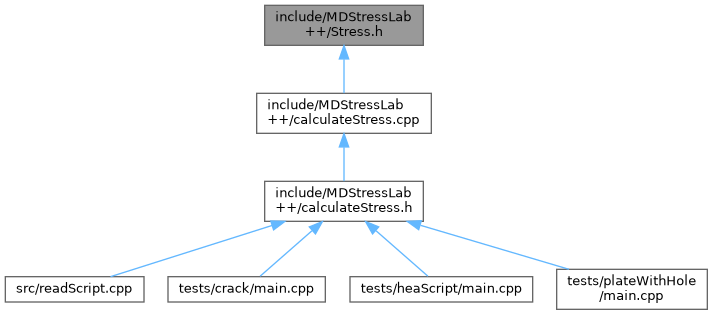 include/MDStressLab
++/Stress.h
include/MDStressLab
++/calculateStress.cpp
include/MDStressLab
++/calculateStress.h
src/readScript.cpp
tests/crack/main.cpp
tests/heaScript/main.cpp
tests/plateWithHole
/main.cpp